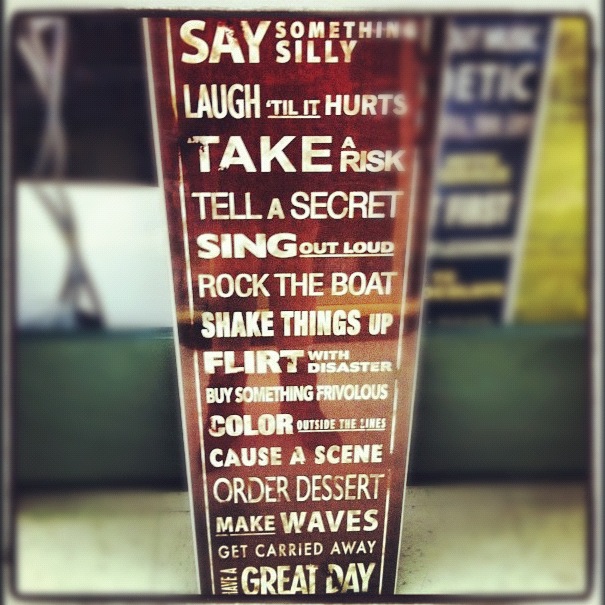 SAY SOMETHING SILLY
LAUGH 'TIL IT HURTS
TAKE A RISK
TELL A SECRET
SING OUT LOUD
ROCK THE BOAT
SHAKE THINGS UP
FLIRT WITH DISASTER
BUY SOMETHING FRIVOLOUS
COLOR OUTSIDE THE LINES
CAUSE A SCENE
ORDER DESSERT
MAKE WAVES
GET CARRIED AWAY
HAVE A GREAT DAY